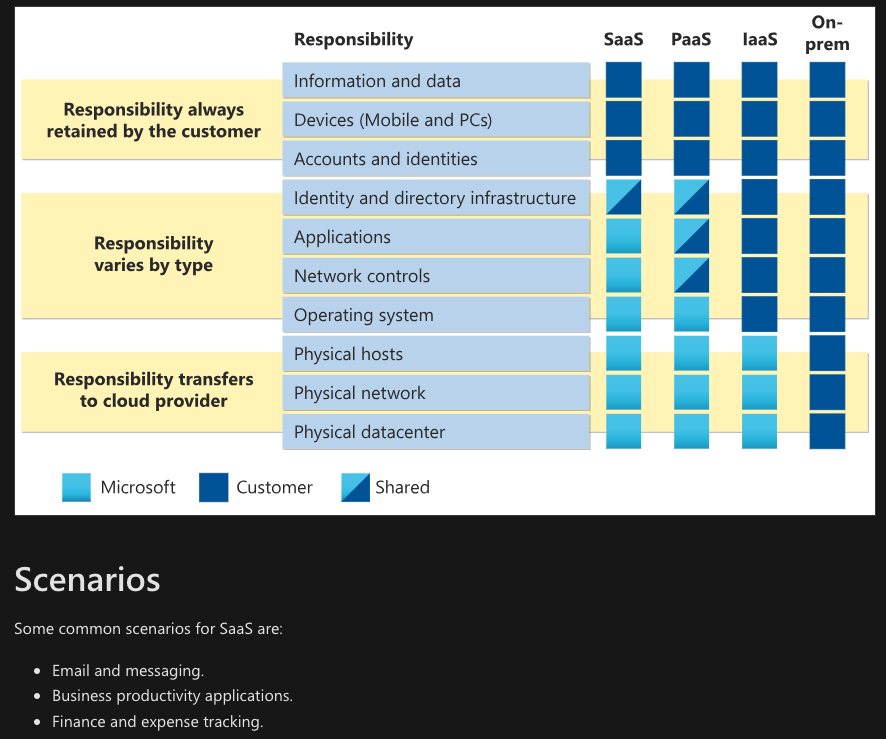 Responsibility SaaS PaaS IaaS On-
prem
Information and data
Responsibility always
retained by the customer
Devices (Mobile and PCs)
Accounts and identities
Identity and directory infrastructure
Responsibility
varies by type
Applications
Network controls
Operating system
Physical hosts
Responsibility transfers
to cloud provider
Physical network
Physical datacenter
Microsoft Customer Shared
Scenarios
Some common scenarios for SaaS are:
• Email and messaging.
• Business productivity applications.
• Finance and expense tracking.